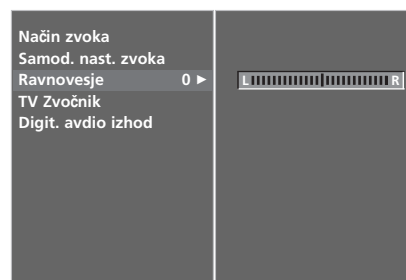 Način zvoka
Samod. nast. zvoka
Ravnovesje 0 ►
L R
TV Zvočnik
Digit. avdio izhod